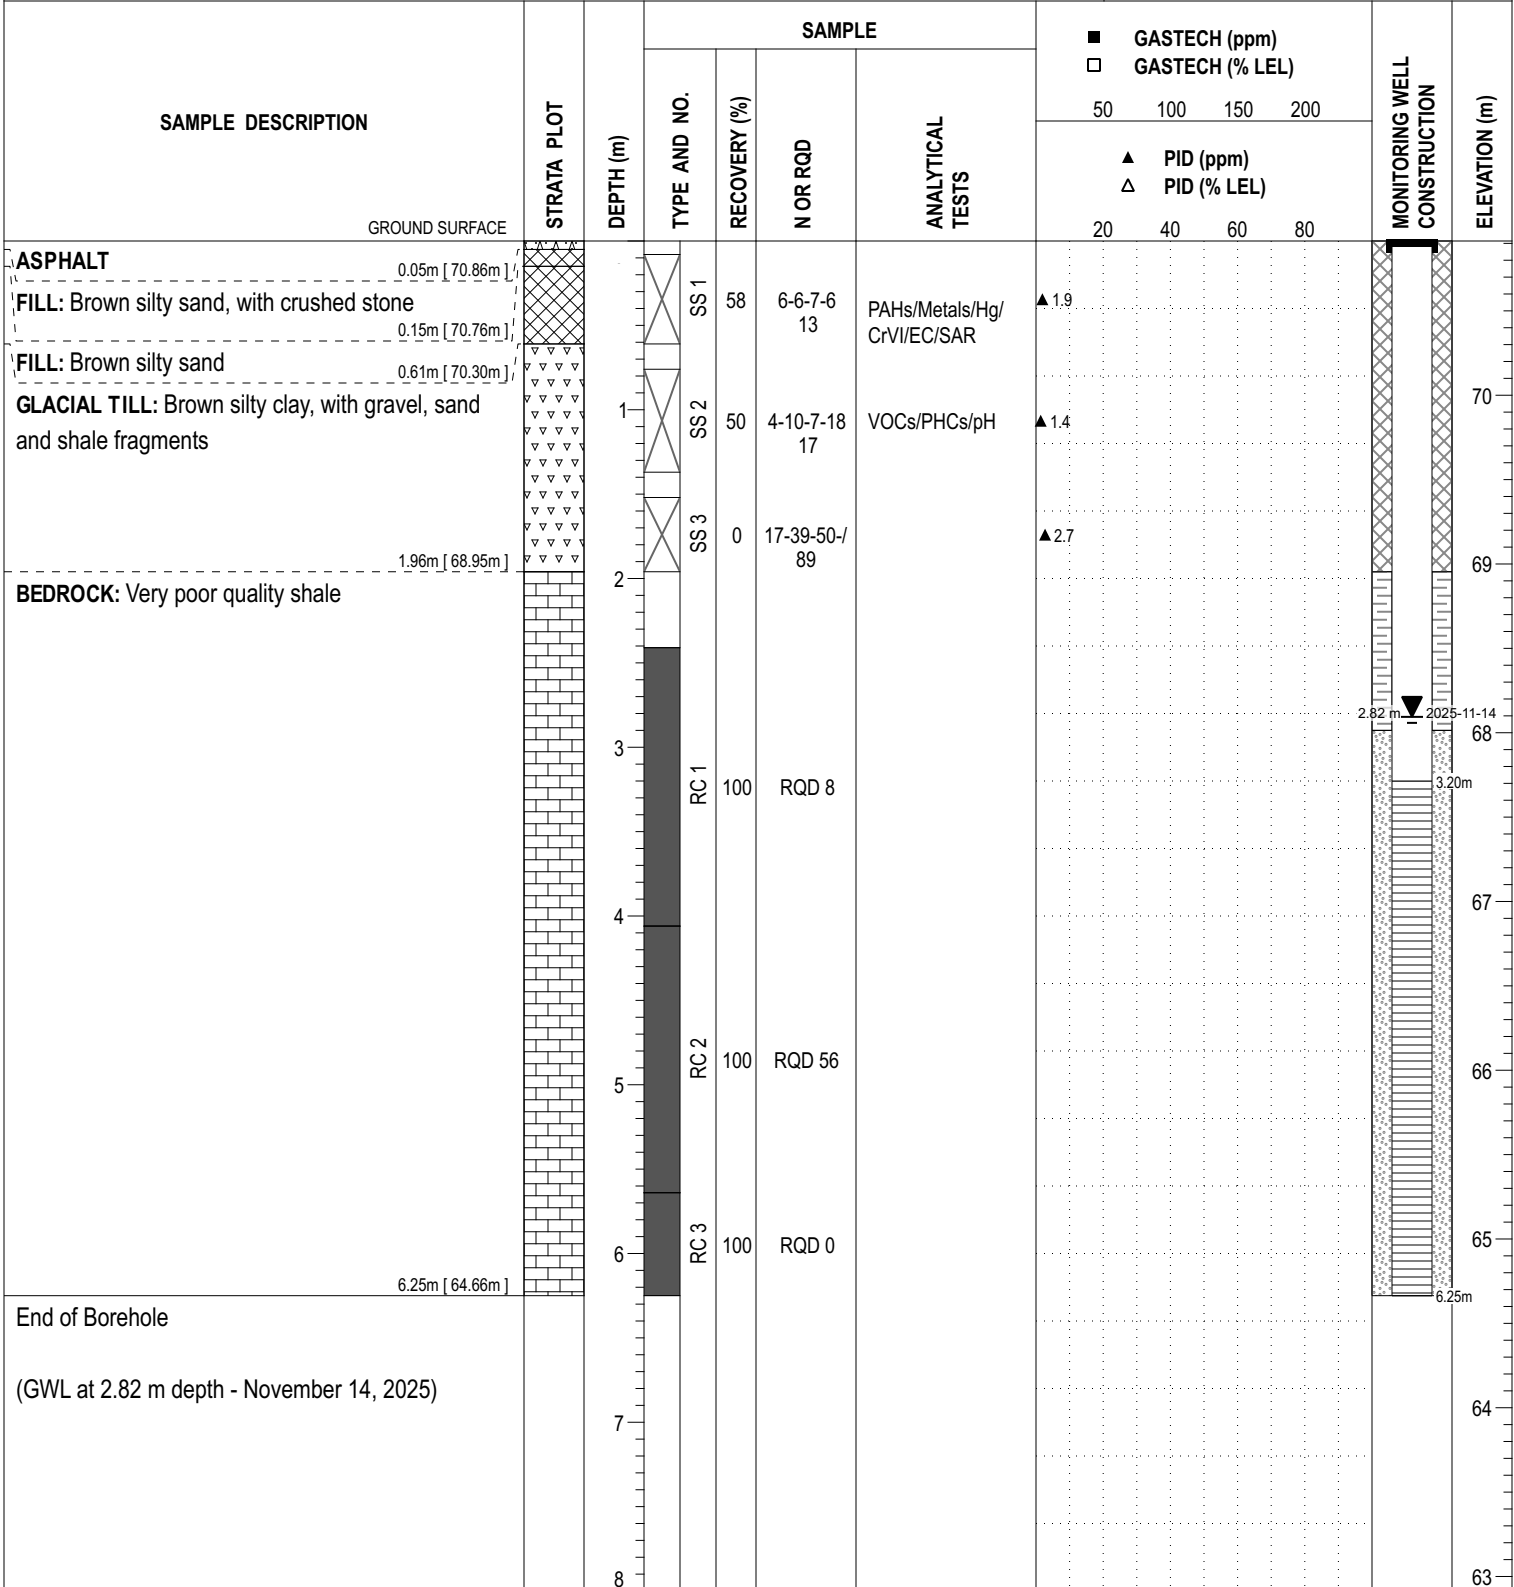 SAMPLE
■ GASTECH (ppm)
□ GASTECH (% LEL)
50 100 150 200
▲ PID (ppm)
△ PID (% LEL)
20 40 60 80
SAMPLE DESCRIPTION
GROUND SURFACE
STRATA PLOT
DEPTH (m)
TYPE AND NO.
RECOVERY (%)
N OR RQD
ANALYTICAL
TESTS
MONITORING WELL
CONSTRUCTION
ELEVATION (m)
ASPHALT
0.05m [ 70.86m ]
FILL: Brown silty sand, with crushed stone
0.15m [ 70.76m ]
FILL: Brown silty sand
0.61m [ 70.30m ]
GLACIAL TILL: Brown silty clay, with gravel, sand
and shale fragments
1.96m [ 68.95m ]
BEDROCK: Very poor quality shale
6.25m [ 64.66m ]
End of Borehole
(GWL at 2.82 m depth - November 14, 2025)
1
2
3
4
5
6
7
8
SS 1
58
6-6-7-6
13
PAHs/Metals/Hg/
CrVI/EC/SAR
▲ 1.9
SS 2
50
4-10-7-18
17
VOCs/PHCs/pH
▲ 1.4
SS 3
0
17-39-50-/
89
▲ 2.7
RC 1
100
RQD 8
RC 2
100
RQD 56
RC 3
100
RQD 0
2.82 m
2025-11-14
3.20m
6.25m
70
69
68
67
66
65
64
63